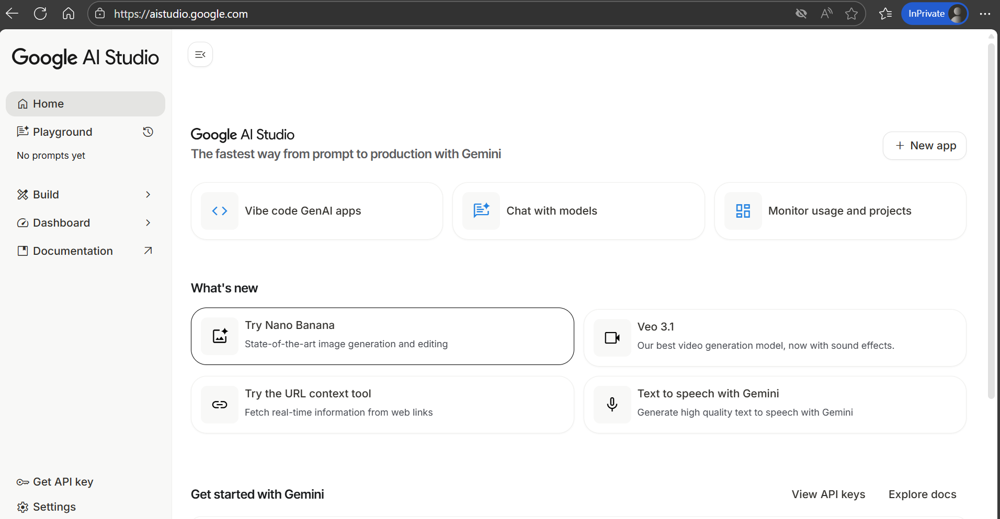 https://aistudio.google.com
InPrivate
Google AI Studio
Home
Playground
No prompts yet
Build
Dashboard
Documentation
Get API key
Settings
Google AI Studio
The fastest way from prompt to production with Gemini
New app
Vibe code GenAI apps
Chat with models
Monitor usage and projects
What's new
Try Nano Banana
State-of-the-art image generation and editing
Veo 3.1
Our best video generation model, now with sound effects.
Try the URL context tool
Fetch real-time information from web links
Text to speech with Gemini
Generate high quality text to speech with Gemini
Get started with Gemini
View API keys
Explore docs